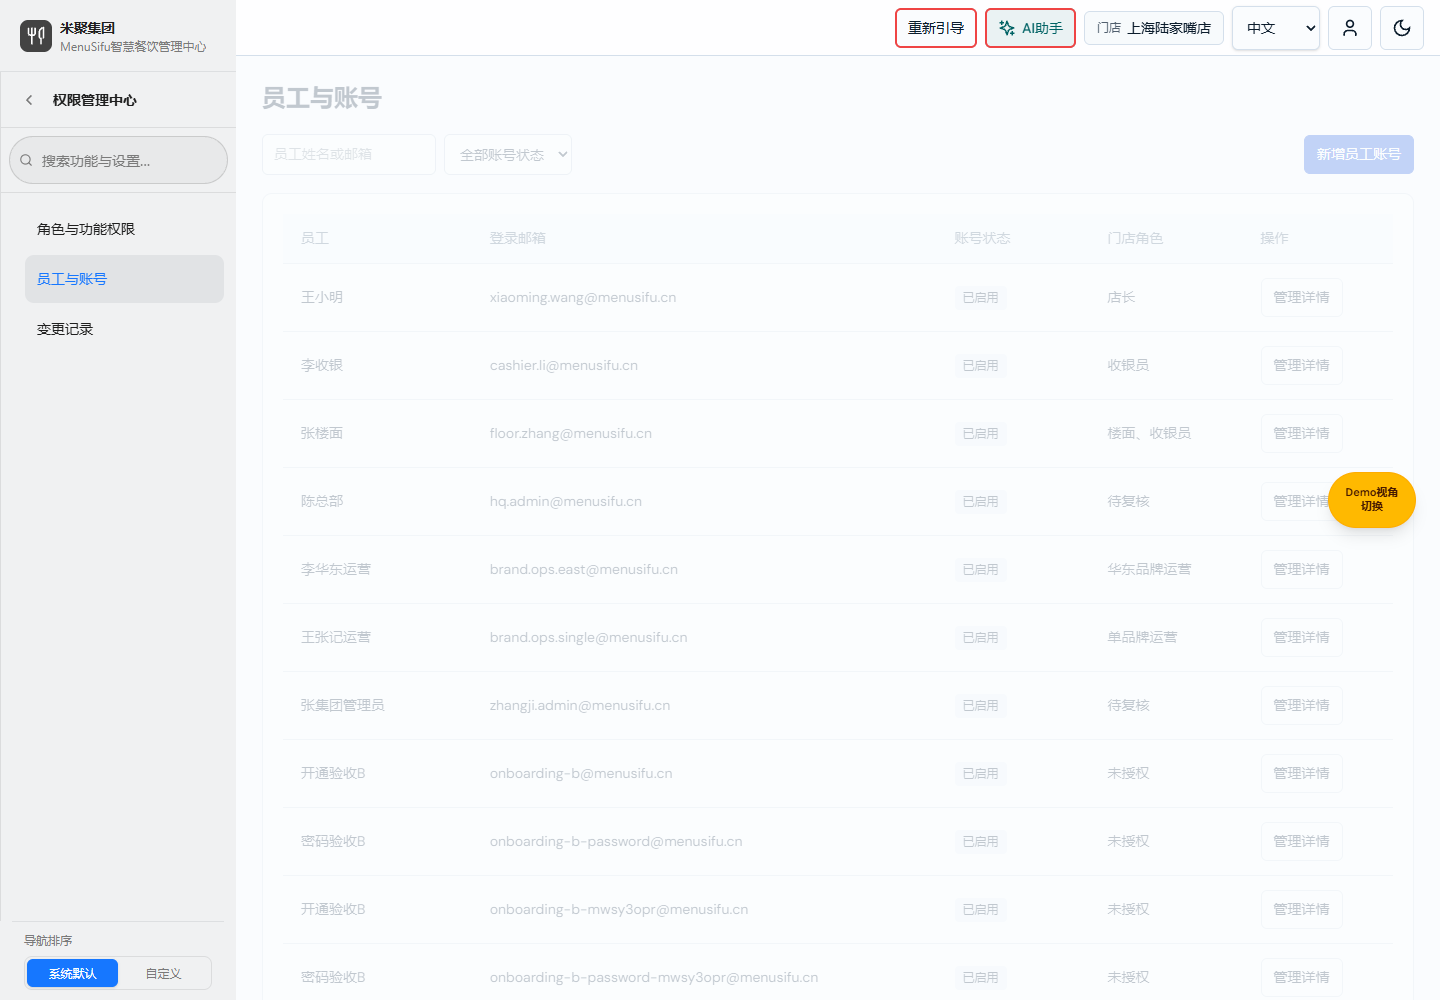 米聚集团
MenuSifu智慧餐饮管理中心
重新引导
AI助手
门店 上海陆家嘴店
中文
权限管理中心
搜索功能与设置...
角色与功能权限
员工与账号
变更记录
导航排序
系统默认
自定义
员工与账号
员工姓名或邮箱
全部账号状态
新增员工账号
员工 登录邮箱 账号状态 门店角色 操作
王小明 xiaoming.wang@menusifu.cn 已启用 店长 管理详情
李收银 cashier.li@menusifu.cn 已启用 收银员 管理详情
张楼面 floor.zhang@menusifu.cn 已启用 楼面、收银员 管理详情
陈总部 hq.admin@menusifu.cn 已启用 待复核 管理详情
Demo视角
切换
李华东运营 brand.ops.east@menusifu.cn 已启用 华东品牌运营 管理详情
王张记运营 brand.ops.single@menusifu.cn 已启用 单品牌运营 管理详情
张集团管理员 zhangji.admin@menusifu.cn 已启用 待复核 管理详情
开通验收B onboarding-b@menusifu.cn 已启用 未授权 管理详情
密码验收B onboarding-b-password@menusifu.cn 已启用 未授权 管理详情
开通验收B onboarding-b-mwsy3opr@menusifu.cn 已启用 未授权 管理详情
密码验收B onboarding-b-password-mwsy3opr@menusifu.cn 已启用 未授权 管理详情